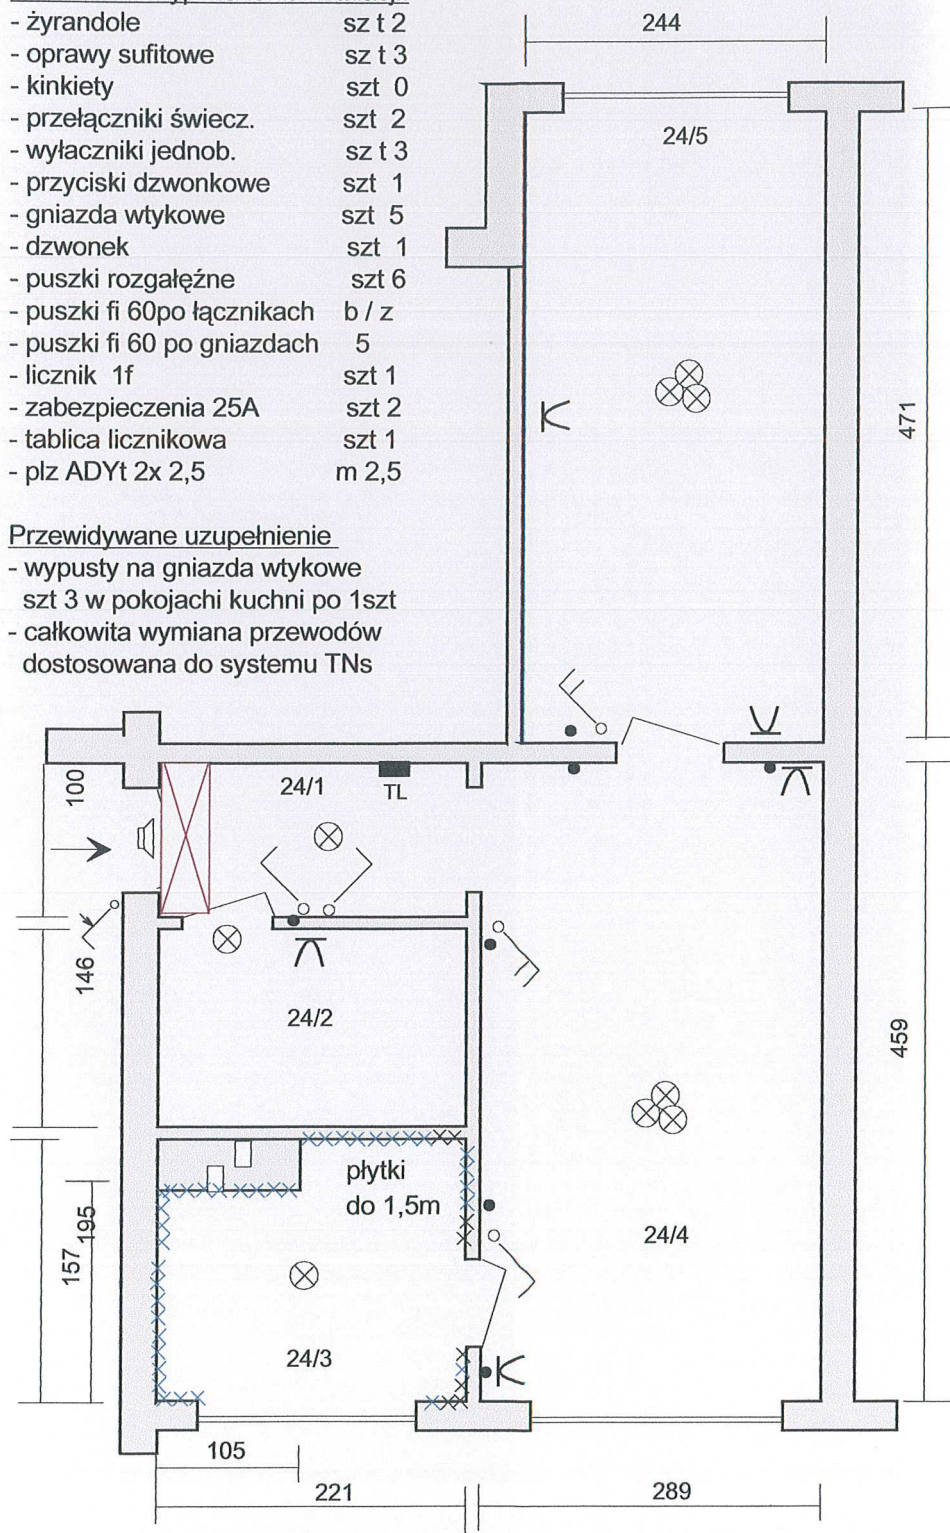 - żyrandole sz t 2
- oprawy sufitowe sz t 3
- kinkiety szt 0
- przełączniki świecz. szt 2
- wyłaczniki jednob. sz t 3
- przyciski dzwonkowe szt 1
- gniazda wtykowe szt 5
- dzwonek szt 1
- puszki rozgałęźne szt 6
- puszki fi 60po łącznikach b / z
- puszki fi 60 po gniazdach 5
- licznik 1f szt 1
- zabezpieczenia 25A szt 2
- tablica licznikowa szt 1
- plz ADYt 2x 2,5 m 2,5
Przewidywane uzupełnienie
- wypusty na gniazda wtykowe
szt 3 w pokojachi kuchni po 1szt
- całkowita wymiana przewodów
dostosowana do systemu TNs
244
24/5
471
100
24/1
TL
146
24/2
459
płytki
do 1,5m
195
157
24/4
24/3
105
221
289